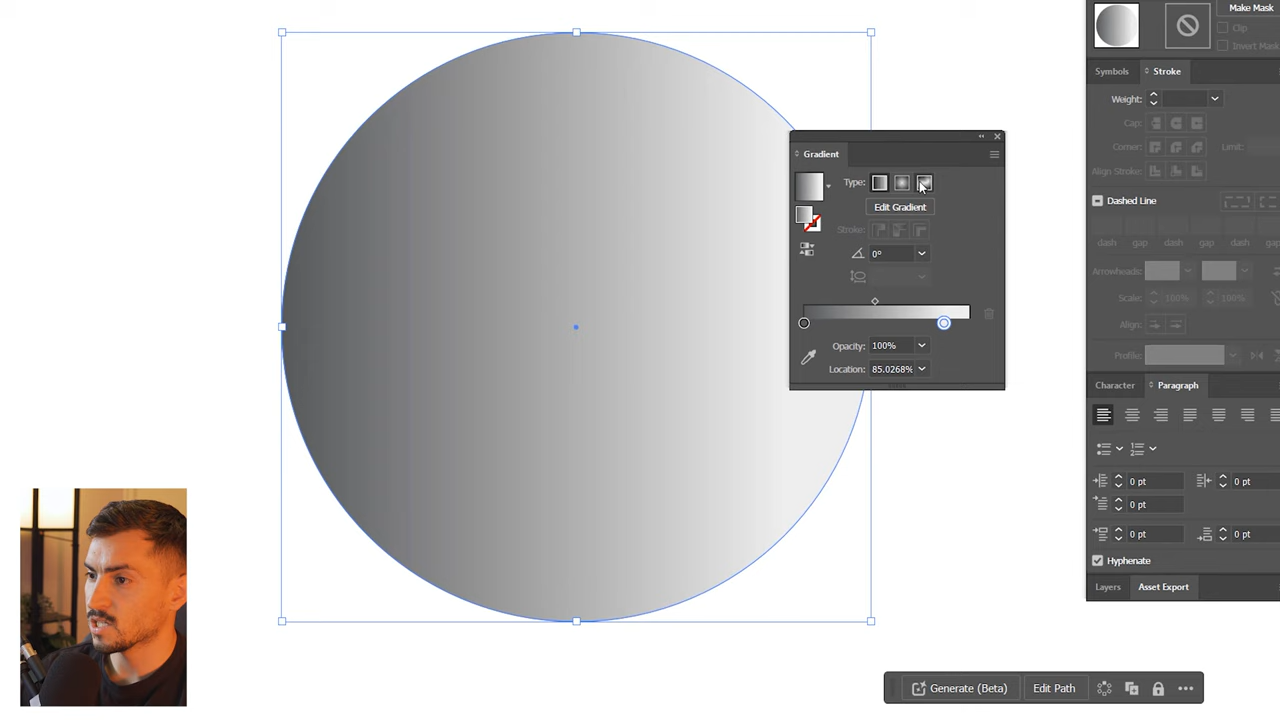 Make Mask
Clip
Invert Mask
Symbols
Stroke
Weight:
Cap:
Corner:
Limit:
Align Stroke:
Dashed Line
dash
gap
dash
gap
dash
gap
Arrowheads:
Scale:
100%
100%
Align:
Profile:
Character
Paragraph
0 pt
0 pt
0 pt
0 pt
0 pt
Hyphenate
Layers
Asset Export
Gradient
Type:
Edit Gradient
Stroke:
0°
Opacity:
100%
Location:
85.0268%
Generate (Beta)
Edit Path